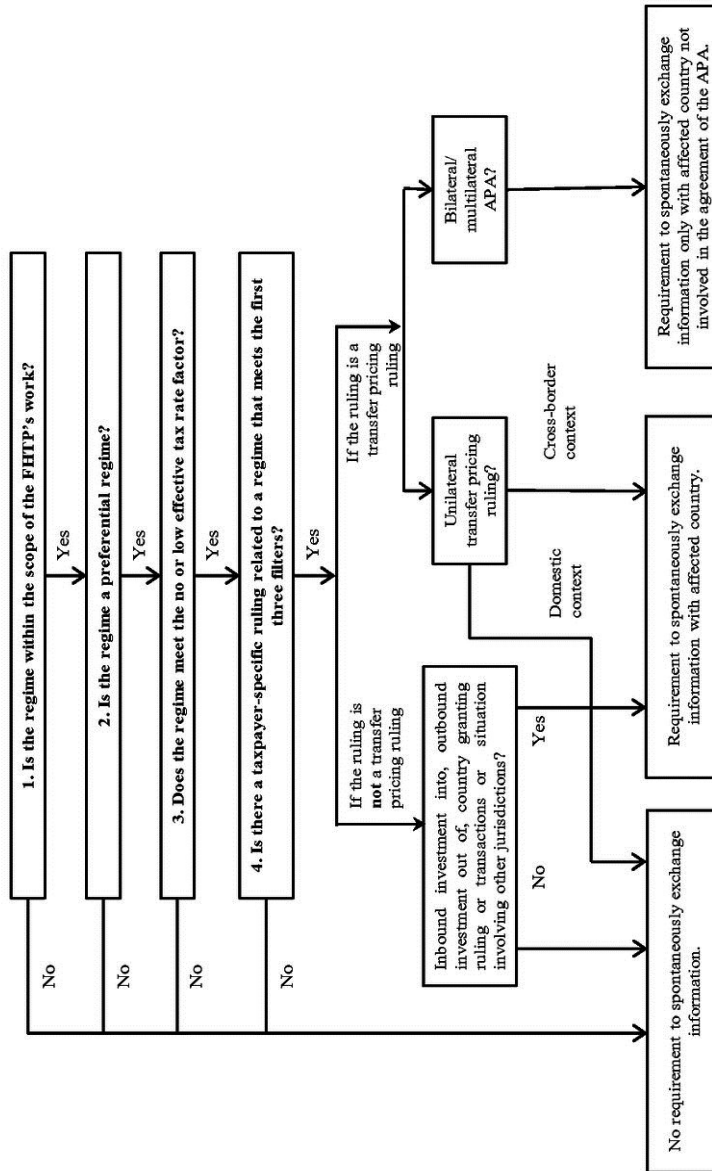 1. Is the regime within the scope of the FHTP's work?
Yes
No
2. Is the regime a preferential regime?
Yes
No
3. Does the regime meet the no or low effective tax rate factor?
Yes
No
4. Is there a taxpayer-specific ruling related to a regime that meets the first
three filters?
Yes
No
If the ruling is
not a transfer
pricing ruling
If the ruling is a
transfer pricing
ruling
Inbound investment into, outbound
investment out of, country granting
ruling or transactions or situation
involving other jurisdictions?
Unilateral
transfer pricing
ruling?
Bilateral/
multilateral
APA?
No
Yes
Domestic
context
Cross-border
context
No requirement to spontaneously exchange
information.
Requirement to spontaneously exchange
information with affected country.
Requirement to spontaneously exchange
information only with affected country not
involved in the agreement of the APA.